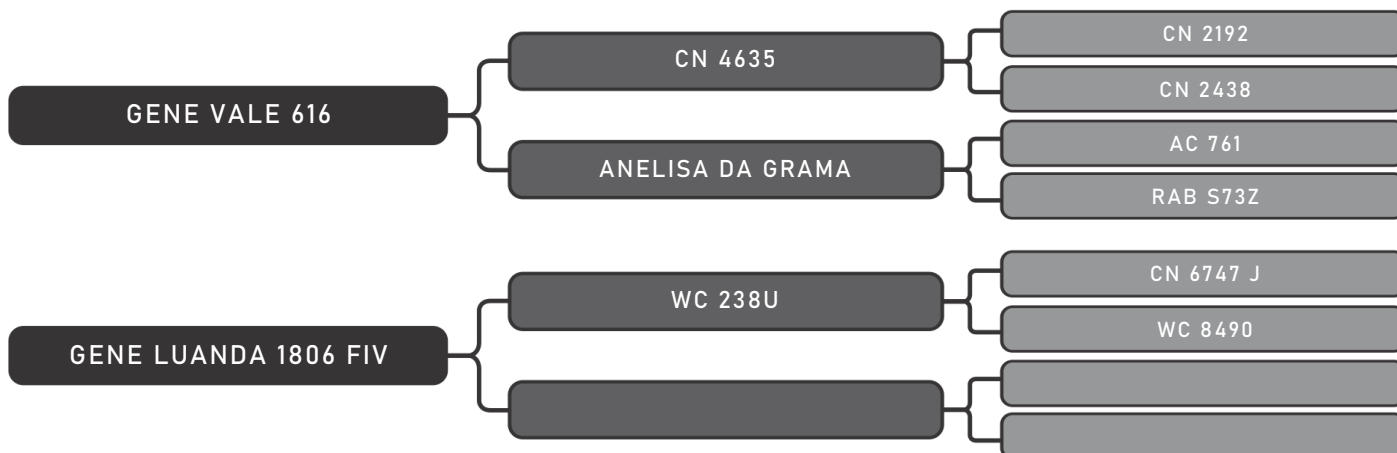 CN 2192
CN 4635
CN 2438
GENE VALE 616
AC 761
ANELISA DA GRAMA
RAB S73Z
CN 6747 J
WC 238U
WC 8490
GENE LUANDA 1806 FIV